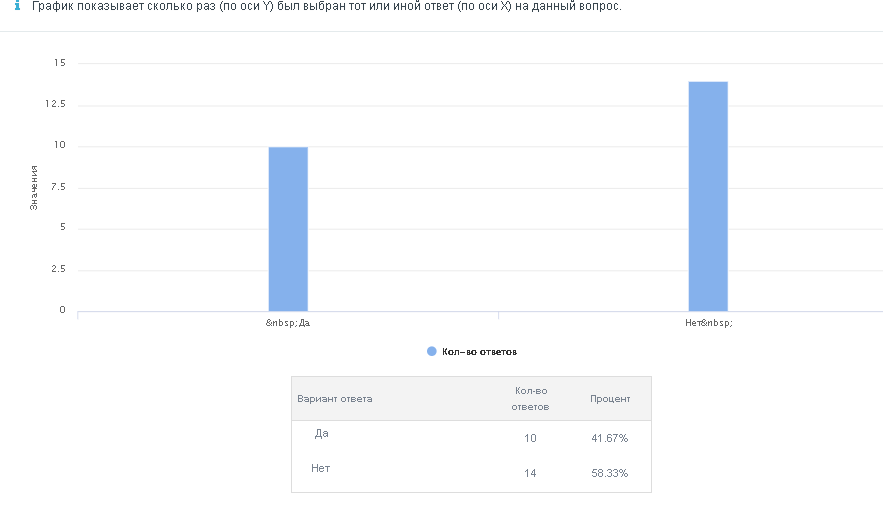 График показывает сколько раз (по оси Y) был выбран тот или иной ответ (по оси X) на данный вопрос.
15
12.5
10
7.5
5
2.5
0
Значения
&nbsp;Да
Нет&nbsp;
Кол-во ответов
Вариант ответа
Кол-во
ответов
Процент
Да 10 41.67%
Нет 14 58.33%